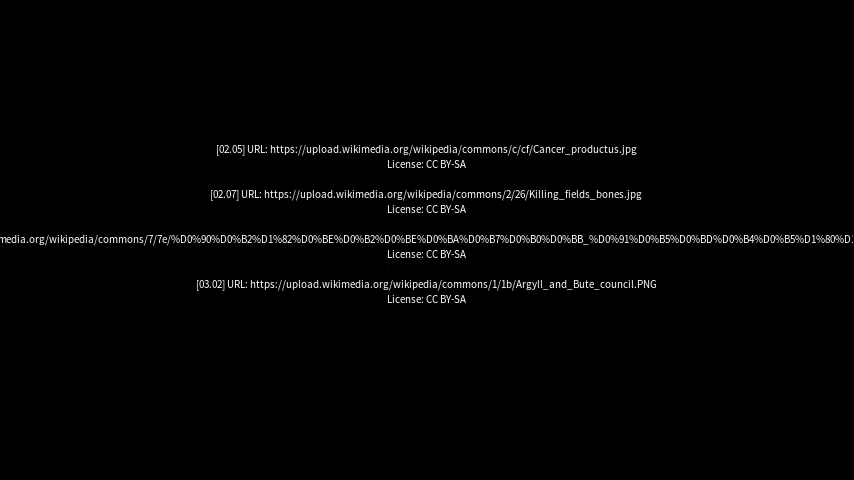 [02.05] URL: https://upload.wikimedia.org/wikipedia/commons/c/cf/Cancer_productus.jpg
License: CC BY-SA
[02.07] URL: https://upload.wikimedia.org/wikipedia/commons/2/26/Killing_fields_bones.jpg
License: CC BY-SA
media.org/wikipedia/commons/7/7e/%D0%90%D0%B2%D1%82%D0%BE%D0%B2%D0%BE%D0%BA%D0%B7%D0%B0%D0%BB_%D0%91%D0%B5%D0%BD%D0%B4%D0%B5%D1%80%D1
License: CC BY-SA
[03.02] URL: https://upload.wikimedia.org/wikipedia/commons/1/1b/Argyll_and_Bute_council.PNG
License: CC BY-SA